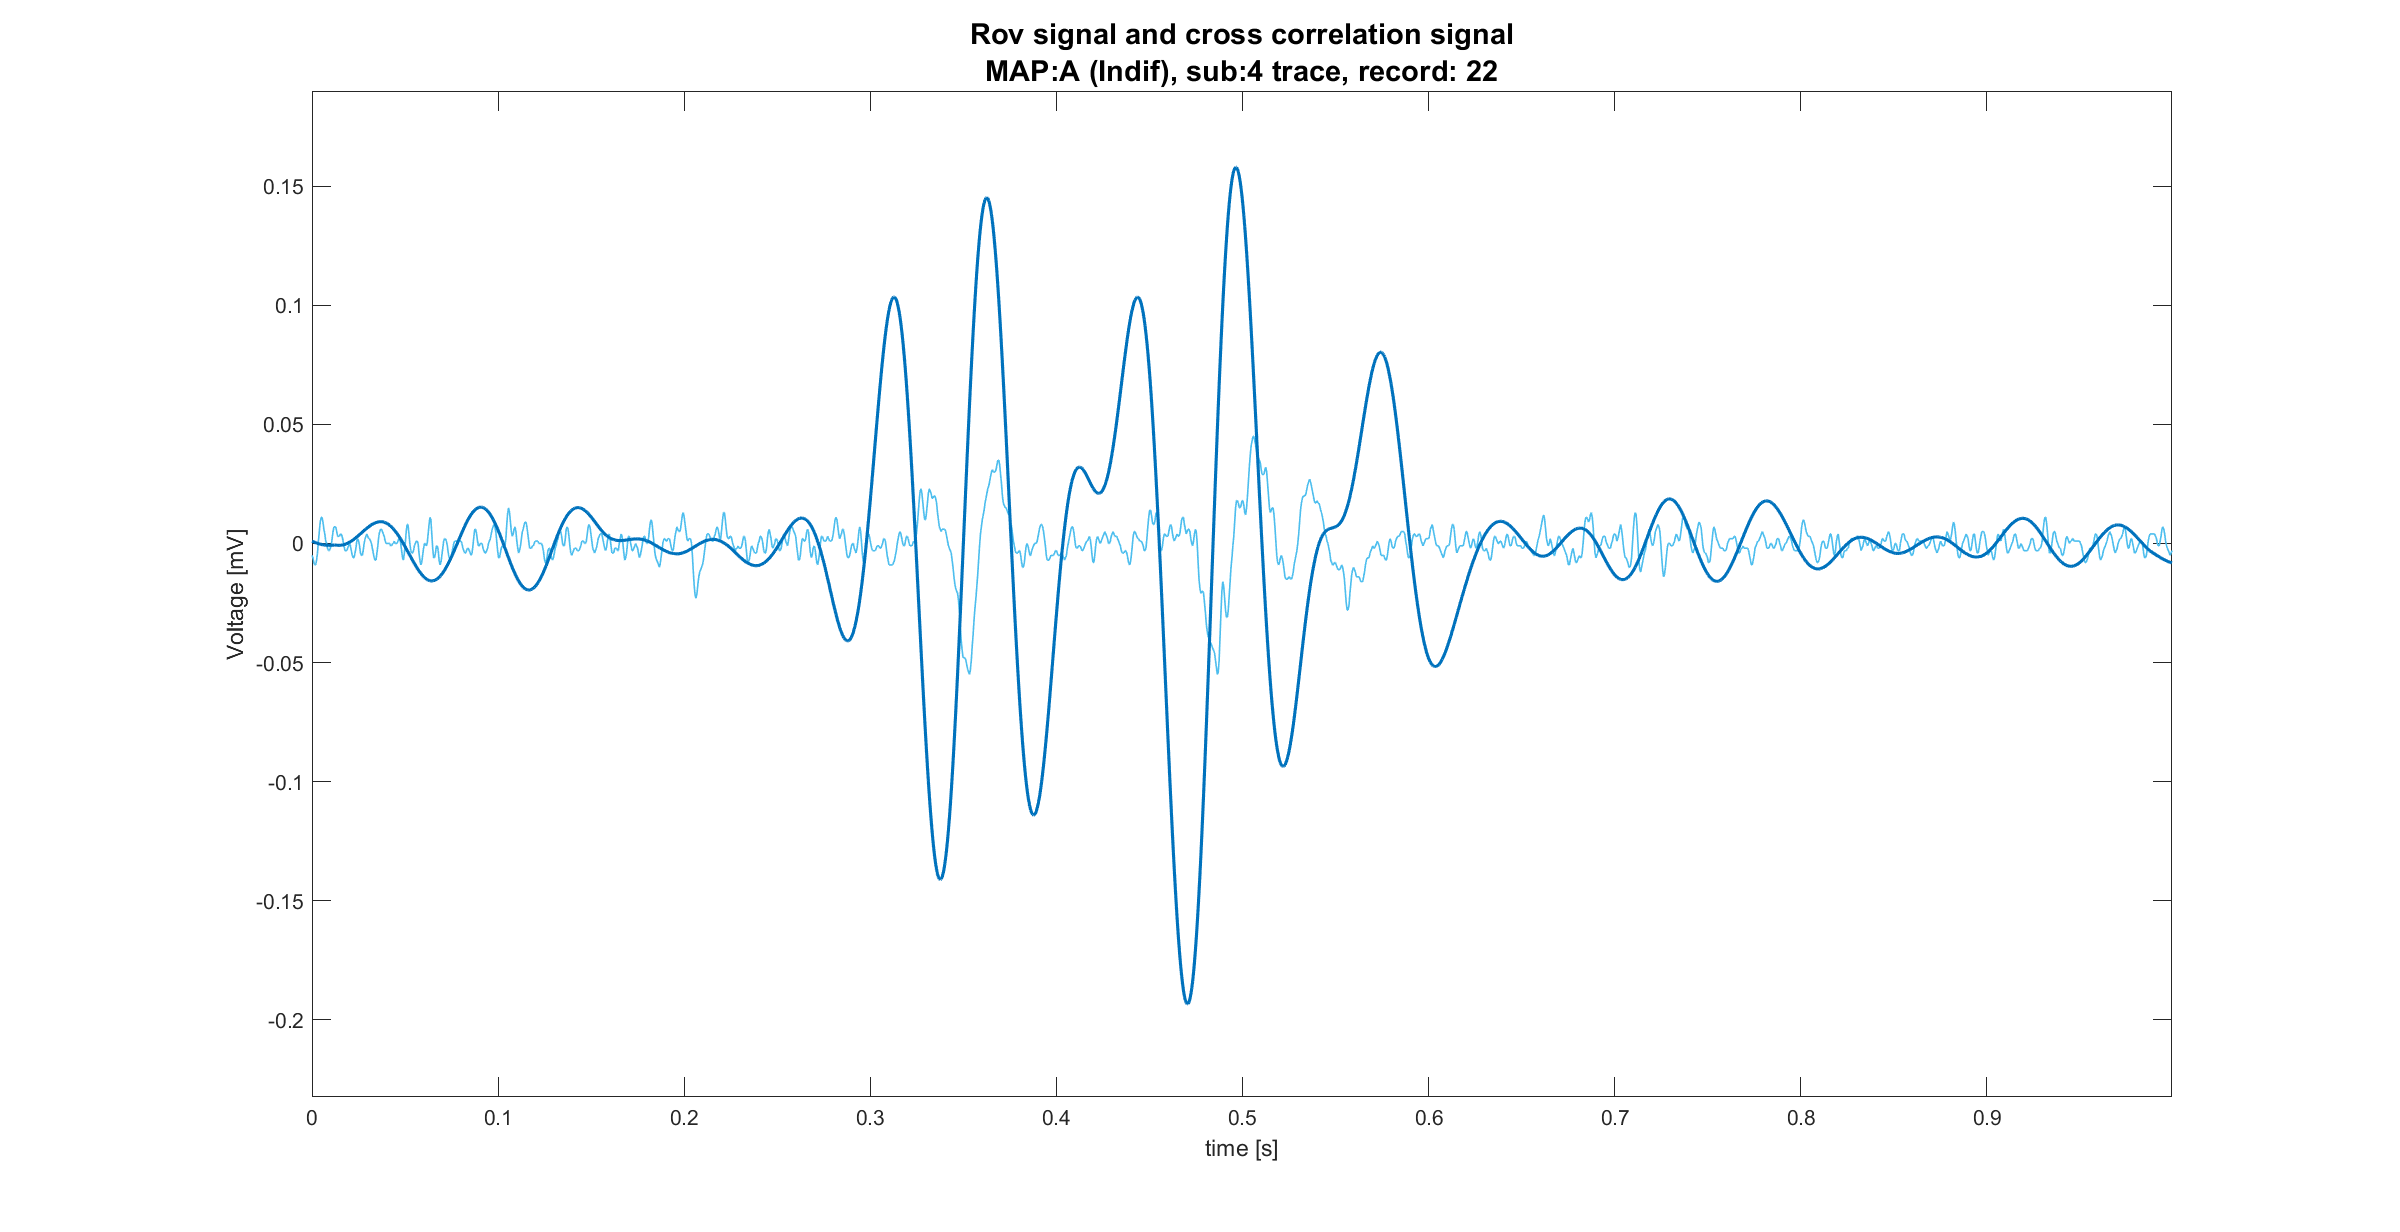 Rov signal and cross correlation signal
MAP:A (Indif), sub:4 trace, record: 22
0.15
0.1
0.05
0
-0.05
-0.1
-0.15
-0.2
Voltage [mV]
0 0.1 0.2 0.3 0.4 0.5 0.6 0.7 0.8 0.9
time [s]